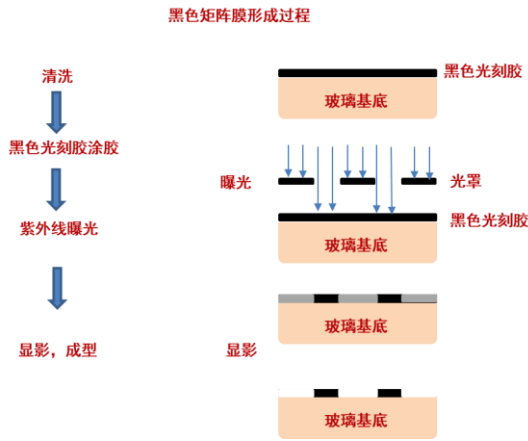 黑色矩阵膜形成过程
清洗
黑色光刻胶涂胶
紫外线曝光
显影，成型
黑色光刻胶
玻璃基底
曝光
光罩
黑色光刻胶
玻璃基底
玻璃基底
显影
玻璃基底